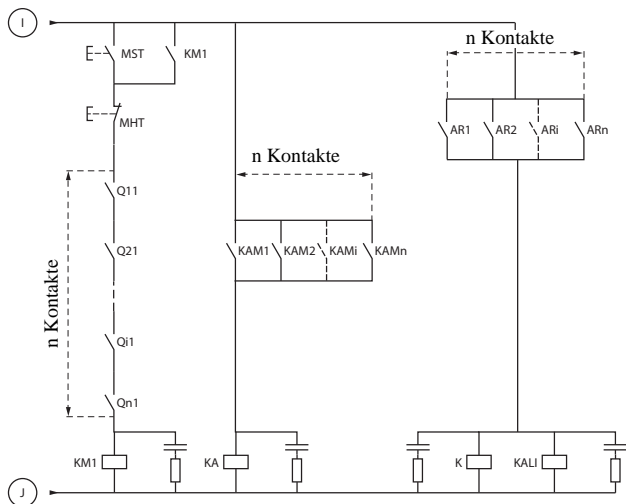 I
MST
KM1
n Kontakte
MHT
AR1
AR2
ARi
ARn
n Kontakte
Q11
n Kontakte
Q21
KAM1
KAM2
KAMi
KAMn
Qi1
Qn1
KM1
KA
K
KALI
J